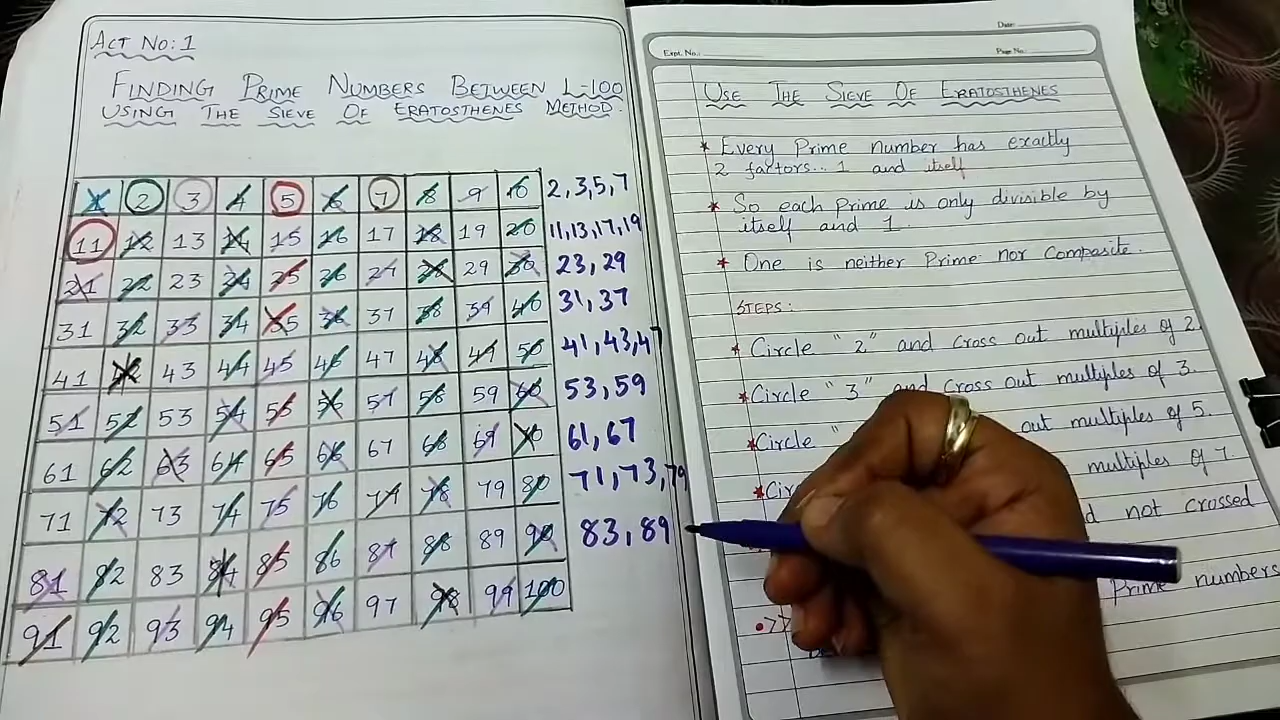 ACT NO: 1
FINDING PRIME NUMBERS BETWEEN 1-100
USING THE SIEVE OF ERATOSTHENES METHOD.
1 2 3 4 5 6 7 8 9 10 2,3,5,7
11 12 13 14 15 16 17 18 19 20 11,13,17,19
21 22 23 24 25 26 27 28 29 30 23,29
31 32 33 34 35 36 37 38 39 40 31,37
41 42 43 44 45 46 47 48 49 50 41,43,47
51 52 53 54 55 56 57 58 59 60 53,59
61 62 63 64 65 66 67 68 69 70 61,67
71 72 73 74 75 76 77 78 79 80 71,73,79
81 82 83 84 85 86 87 88 89 90 83,89
91 92 93 94 95 96 97 98 99 100
Date:
Expt. No.
Page No.
USE THE SIEVE OF ERATOSTHENES
* Every Prime number has exactly
2 factors... 1 and itself
* So each Prime is only divisible by
itself and 1.
* One is neither Prime nor Composite.
STEPS:
* Circle "2" and cross out multiples of 2.
* Circle "3" and Cross out multiples of 3.
* Circle " out multiples of 5.
* multiples of 7.
not crossed
Prime numbers